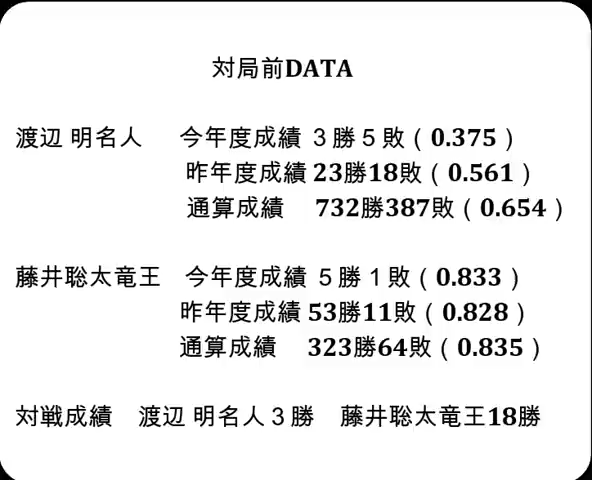 対局前DATA
渡辺 明名人 今年度成績 3勝5敗(0.375)
昨年度成績 23勝18敗(0.561)
通算成績 732勝387敗(0.654)
藤井聡太竜王 今年度成績 5勝1敗(0.833)
昨年度成績 53勝11敗(0.828)
通算成績 323勝64敗(0.835)
対戦成績 渡辺 明名人3勝 藤井聡太竜王18勝